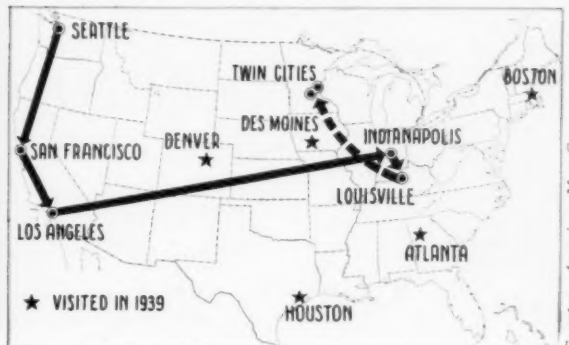 SEATTLE
TWIN CITIES
BOSTON
DENVER
DES MOINES
INDIANAPOLIS
SAN FRANCISCO
LOUISVILLE
LOS ANGELES
ATLANTA
★ VISITED IN 1939
HOUSTON